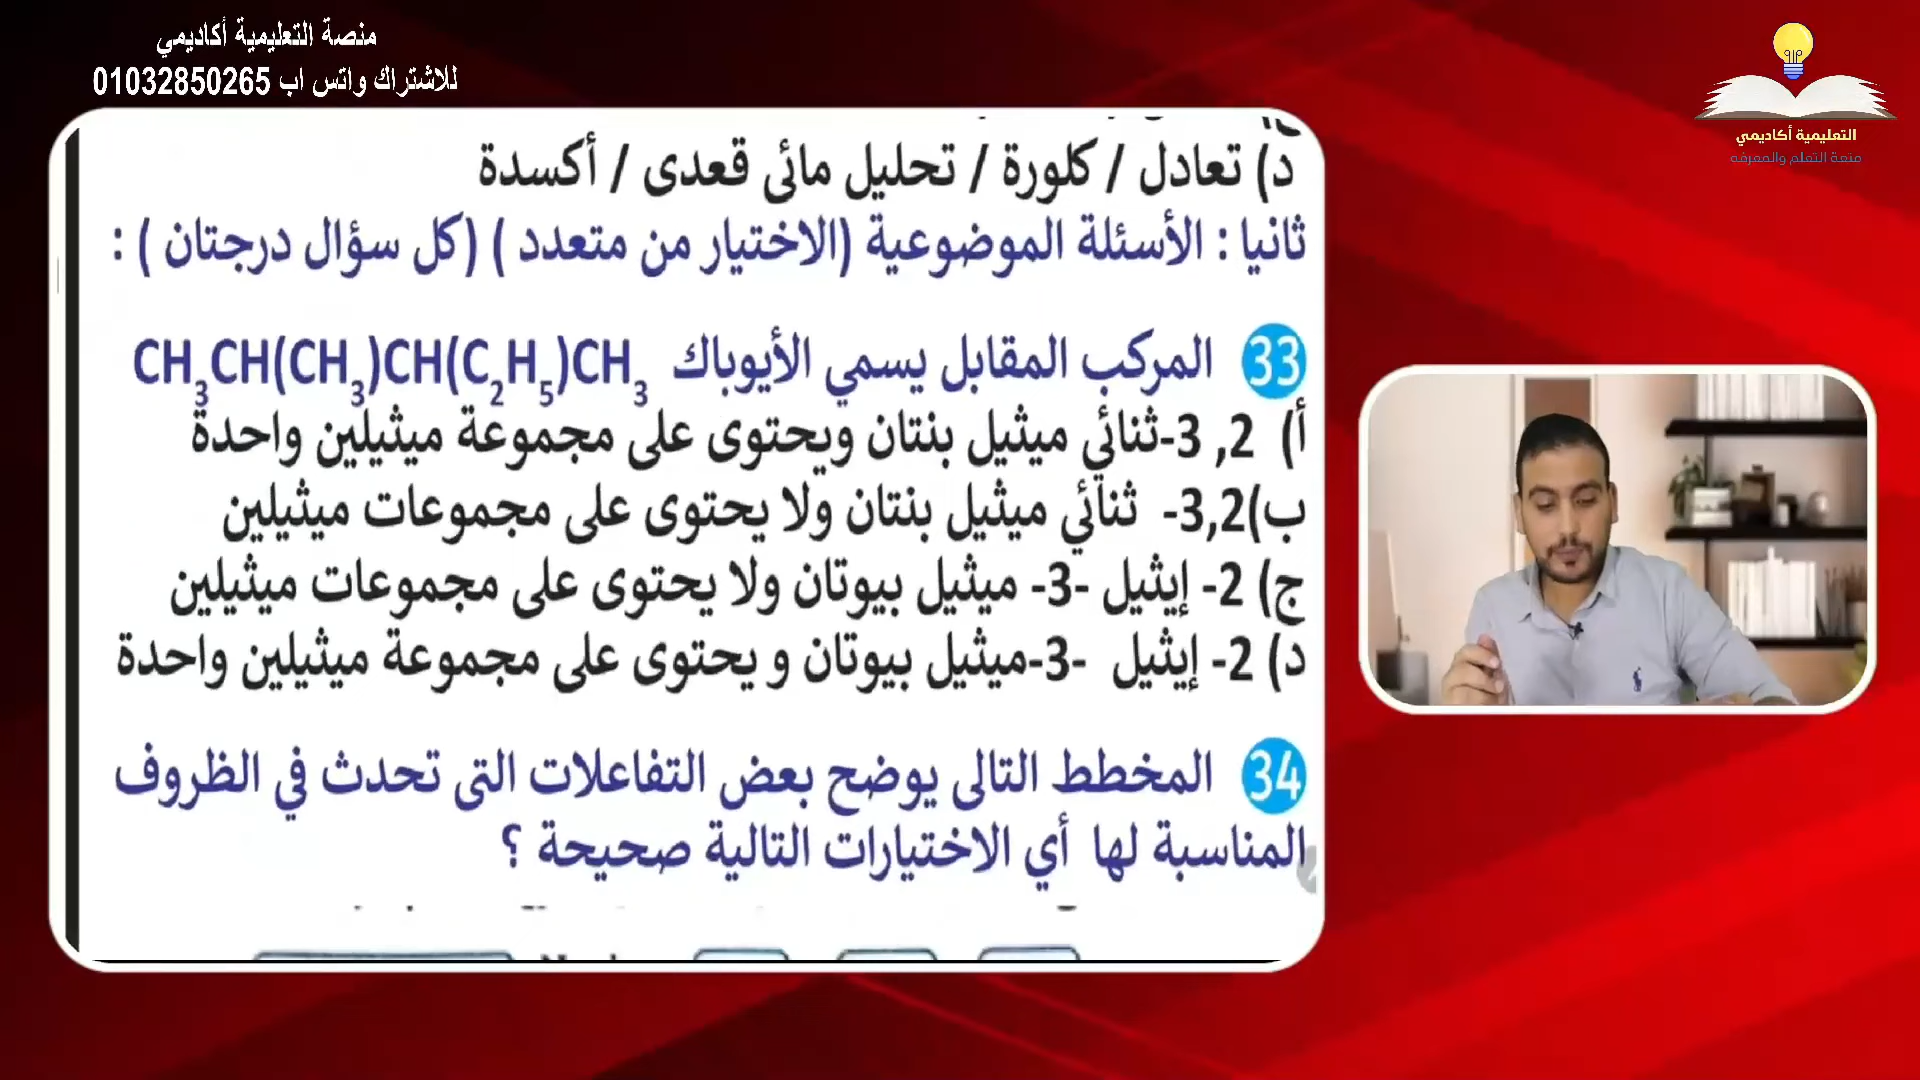 منصة التعليمية أكاديمي
للاشتراك واتس اب 01032850265
التعليمية أكاديمي
متعة التعلم والمعرفه
د) تعادل / كلورة / تحليل مائى قعدى / أكسدة
ثانيا : الأسئلة الموضوعية (الاختيار من متعدد ) (كل سؤال درجتان ) :
33 المركب المقابل يسمي الأيوباك CH3CH(CH3)CH(C2H5)CH3
أ) 2, 3-ثنائي ميثيل بنتان ويحتوى على مجموعة ميثيلين واحدة
ب)3,2- ثنائي ميثيل بنتان ولا يحتوى على مجموعات ميثيلين
ج) 2- إيثيل -3- ميثيل بيوتان ولا يحتوى على مجموعات ميثيلين
د) 2- إيثيل -3-ميثيل بيوتان و يحتوى على مجموعة ميثيلين واحدة
34 المخطط التالى يوضح بعض التفاعلات التى تحدث في الظروف
المناسبة لها أي الاختيارات التالية صحيحة ؟